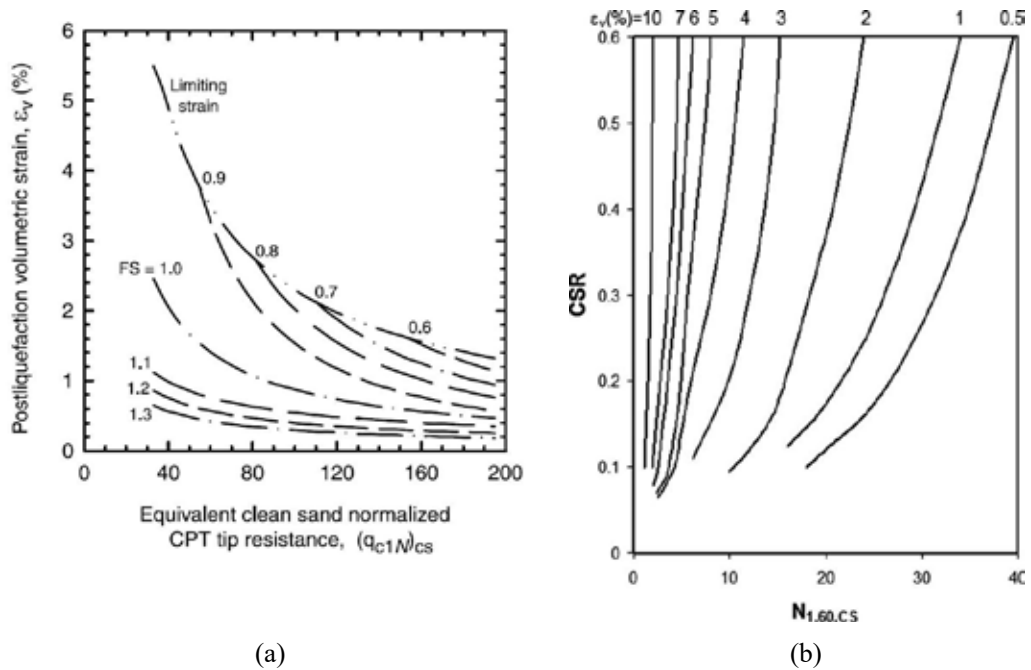 6
5
4
3
2
1
0
0 40 80 120 160 200
Postliquefaction volumetric strain, εv (%)
Limiting
strain
0.9
0.8
0.7
0.6
FS = 1.0
1.1
1.2
1.3
Equivalent clean sand normalized
CPT tip resistance, (qc1N)cs
(a)
εv(%)=10 7 6 5 4 3 2 1 0.5
0.6
0.5
0.4
0.3
0.2
0.1
0.0
CSR
0 10 20 30 40
N1.60.CS
(b)